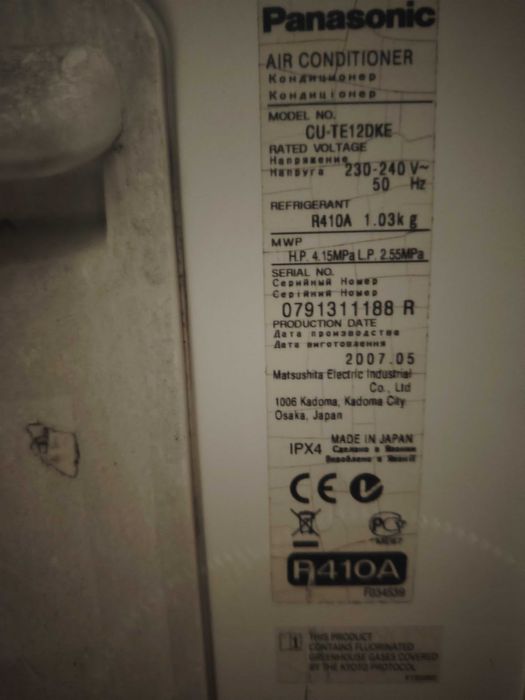 Panasonic
AIR CONDITIONER
Кондиционер
Кондиціонер
MODEL NO.
CU-TE12DKE
RATED VOLTAGE
Напряжение
Напруга 230-240 V~
50 Hz
REFRIGERANT
R410A 1.03kg
MWP
H.P. 4.15MPa L.P. 2.55MPa
SERIAL NO.
Серийный Номер
Серійний Номер
0791311188 R
PRODUCTION DATE
Дата производства
Дата виготовлення
2007.05
Matsushita Electric Industrial
Co., Ltd
1006 Kadoma, Kadoma City,
Osaka, Japan
IPX4 MADE IN JAPAN
Сделано в Японии
Вироблено в Японії
CE
РС
R410A
F034539
THIS PRODUCT
CONTAINS FLUORINATED
GREENHOUSE GASES COVERED
BY THE KYOTO PROTOCOL